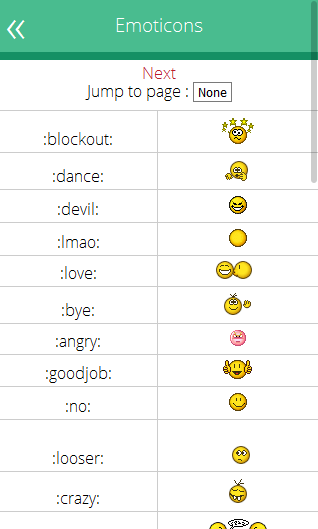 Emoticons
Next
Jump to page : None
:blockout:
:dance:
:devil:
:lmao:
:love:
:bye:
:angry:
:goodjob:
:no:
:looser:
:crazy: